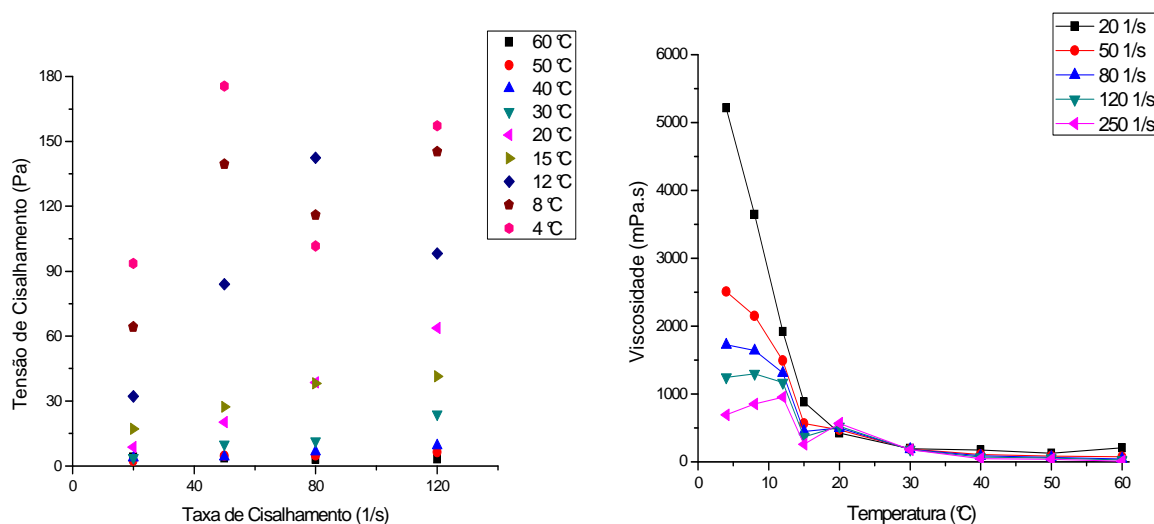 180
150
120
90
60
30
0
0
40
80
120
Tensão de Cisalhamento (Pa)
Taxa de Cisalhamento (1/s)
60 °C
50 °C
40 °C
30 °C
20 °C
15 °C
12 °C
8 °C
4 °C
6000
5000
4000
3000
2000
1000
0
0
10
20
30
40
50
60
Viscosidade (mPa.s)
Temperatura (°C)
20 1/s
50 1/s
80 1/s
120 1/s
250 1/s